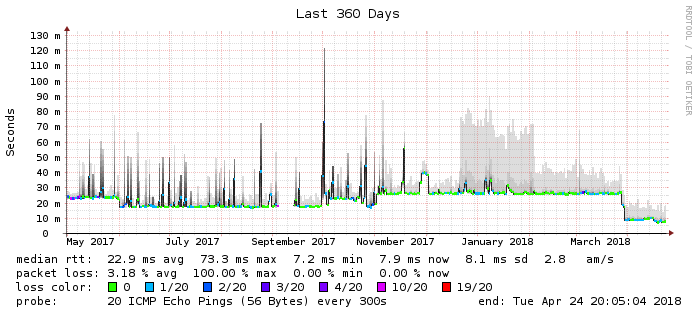 Last 360 Days
RRDTOOL / TOBI OETIKER
Seconds
130 m
120 m
110 m
100 m
90 m
80 m
70 m
60 m
50 m
40 m
30 m
20 m
10 m
0
May 2017 July 2017 September 2017 November 2017 January 2018 March 2018
median rtt: 22.9 ms avg 73.3 ms max 7.2 ms min 7.9 ms now 8.1 ms sd 2.8 am/s
packet loss: 3.18 % avg 100.00 % max 0.00 % min 0.00 % now
loss color: 0 1/20 2/20 3/20 4/20 10/20 19/20
probe: 20 ICMP Echo Pings (56 Bytes) every 300s end: Tue Apr 24 20:05:04 2018